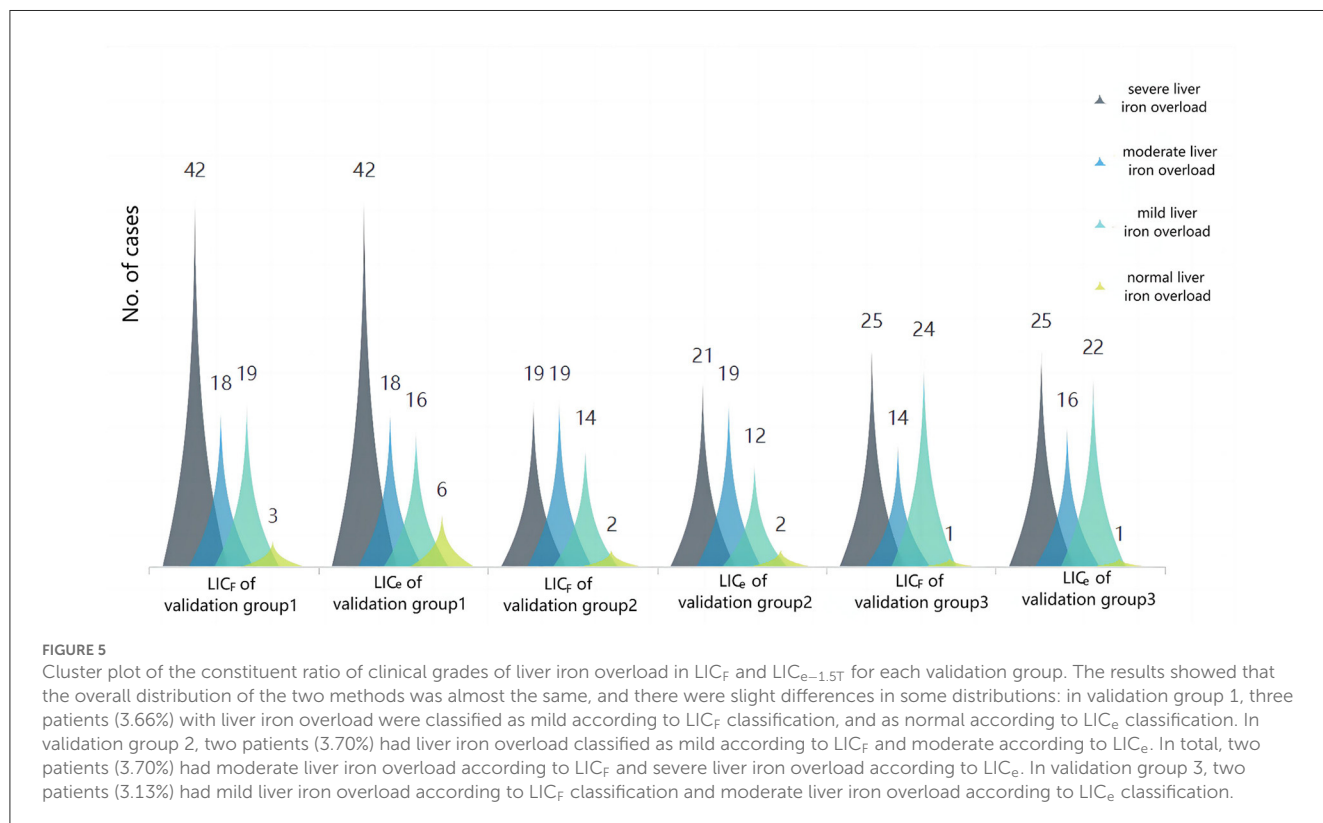 severe liver
iron overload
moderate liver
iron overload
mild liver
iron overload
normal liver
iron overload
No. of cases
42
18
19
3
42
18
16
6
19
19
14
2
21
19
12
2
25
14
24
1
25
16
22
1
LICF of
validation group1
LICe of
validation group1
LICF of
validation group2
LICe of
validation group2
LICF of
validation group3
LICe of
validation group3
FIGURE 5
Cluster plot of the constituent ratio of clinical grades of liver iron overload in LICF and LICe−1.5T for each validation group. The results showed that
the overall distribution of the two methods was almost the same, and there were slight differences in some distributions: in validation group 1, three
patients (3.66%) with liver iron overload were classified as mild according to LICF classification, and as normal according to LICe classification. In
validation group 2, two patients (3.70%) had liver iron overload classified as mild according to LICF and moderate according to LICe. In total, two
patients (3.70%) had moderate liver iron overload according to LICF and severe liver iron overload according to LICe. In validation group 3, two
patients (3.13%) had mild liver iron overload according to LICF classification and moderate liver iron overload according to LICe classification.